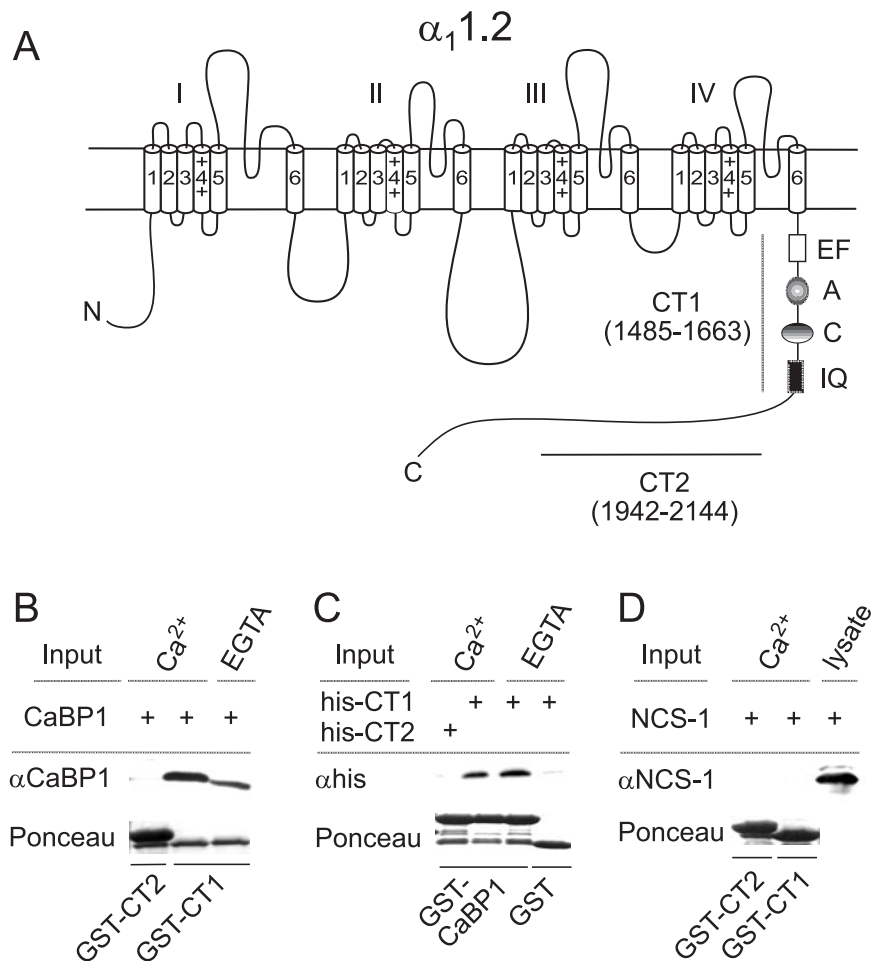 A
α₁1.2
I II III IV
1 2 3 +4+ 5 6 1 2 3 +4+ 5 6 1 2 3 +4+ 5 6 1 2 3 +4+ 5 6
N
EF
A
CT1
(1485-1663)
C
IQ
C
CT2
(1942-2144)
B
Input Ca²⁺ EGTA
CaBP1 + + +
αCaBP1
Ponceau
GST-CT2 GST-CT1
C
Input Ca²⁺ EGTA
his-CT1 + + +
his-CT2 +
αhis
Ponceau
GST-
CaBP1
GST
D
Input Ca²⁺ lysate
NCS-1 + + +
αNCS-1
Ponceau
GST-CT2 GST-CT1